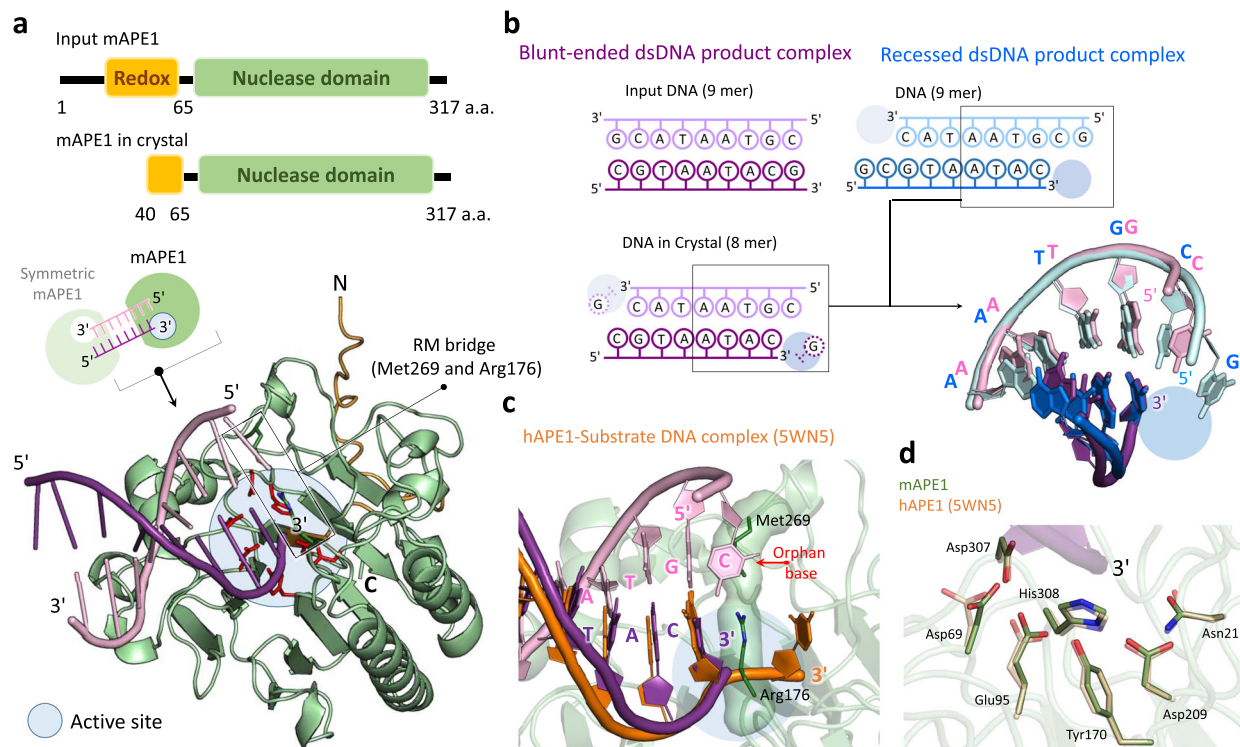 a
Input mAPE1
Redox
Nuclease domain
1
65
317 a.a.
mAPE1 in crystal
Nuclease domain
40
65
317 a.a.
Symmetric
mAPE1
mAPE1
5'
3'
3'
5'
N
RM bridge
(Met269 and Arg176)
5'
5'
3'
3'
C
Active site
b
Blunt-ended dsDNA product complex
Recessed dsDNA product complex
Input DNA (9 mer)
3'
5'
G C A T A A T G C
C G T A A T A C G
5'
3'
DNA (9 mer)
3'
5'
C A T A A T G C G
G C G T A A T A C
5'
3'
DNA in Crystal (8 mer)
3'
5'
G
C A T A A T G C
C G T A A T A C
G
5'
3'
G G
T T
C C
A A
A A
5'
G
5'
3'
c
hAPE1-Substrate DNA complex (5WN5)
5'
Met269
Orphan
base
A T G C
T A C
3'
3'
Arg176
d
mAPE1
hAPE1 (5WN5)
Asp307
3'
His308
Asp69
Asn21
Glu95
Asp209
Tyr170